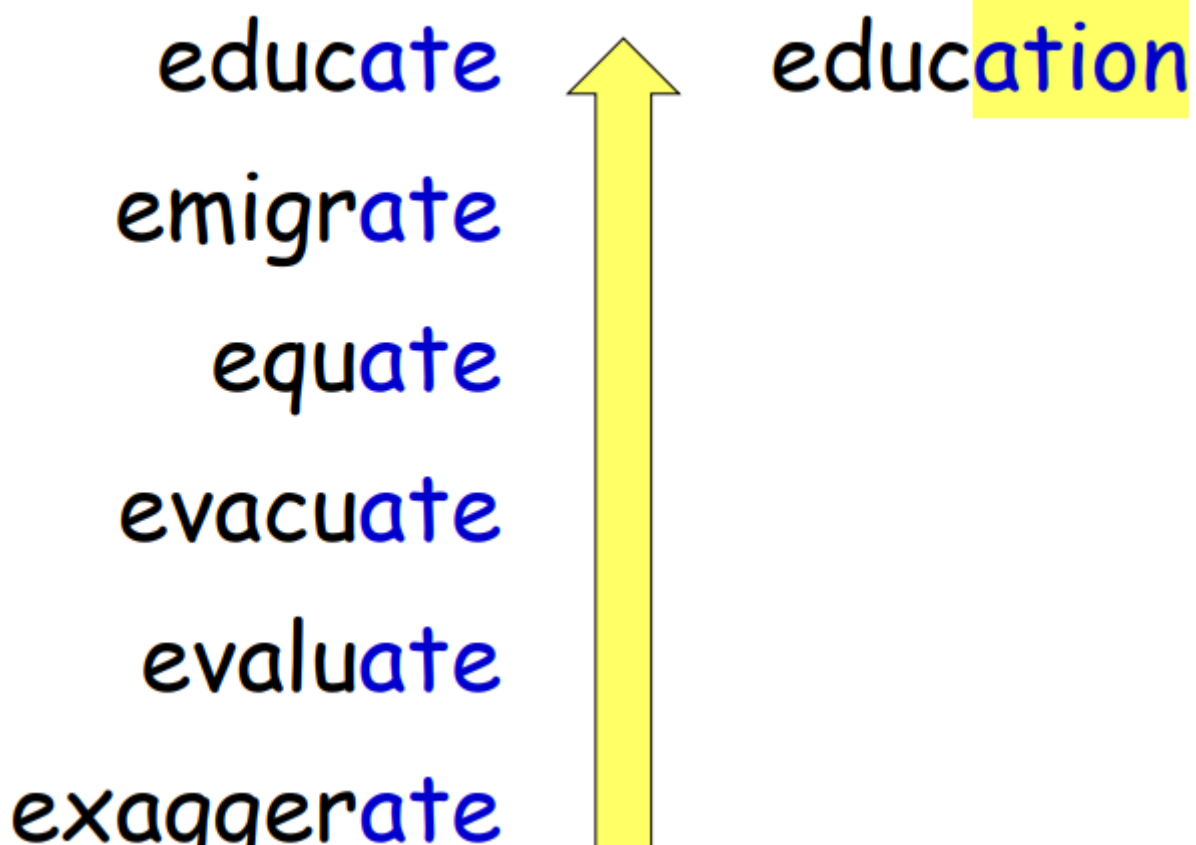 educate education
emigrate
equate
evacuate
evaluate
exaggerate